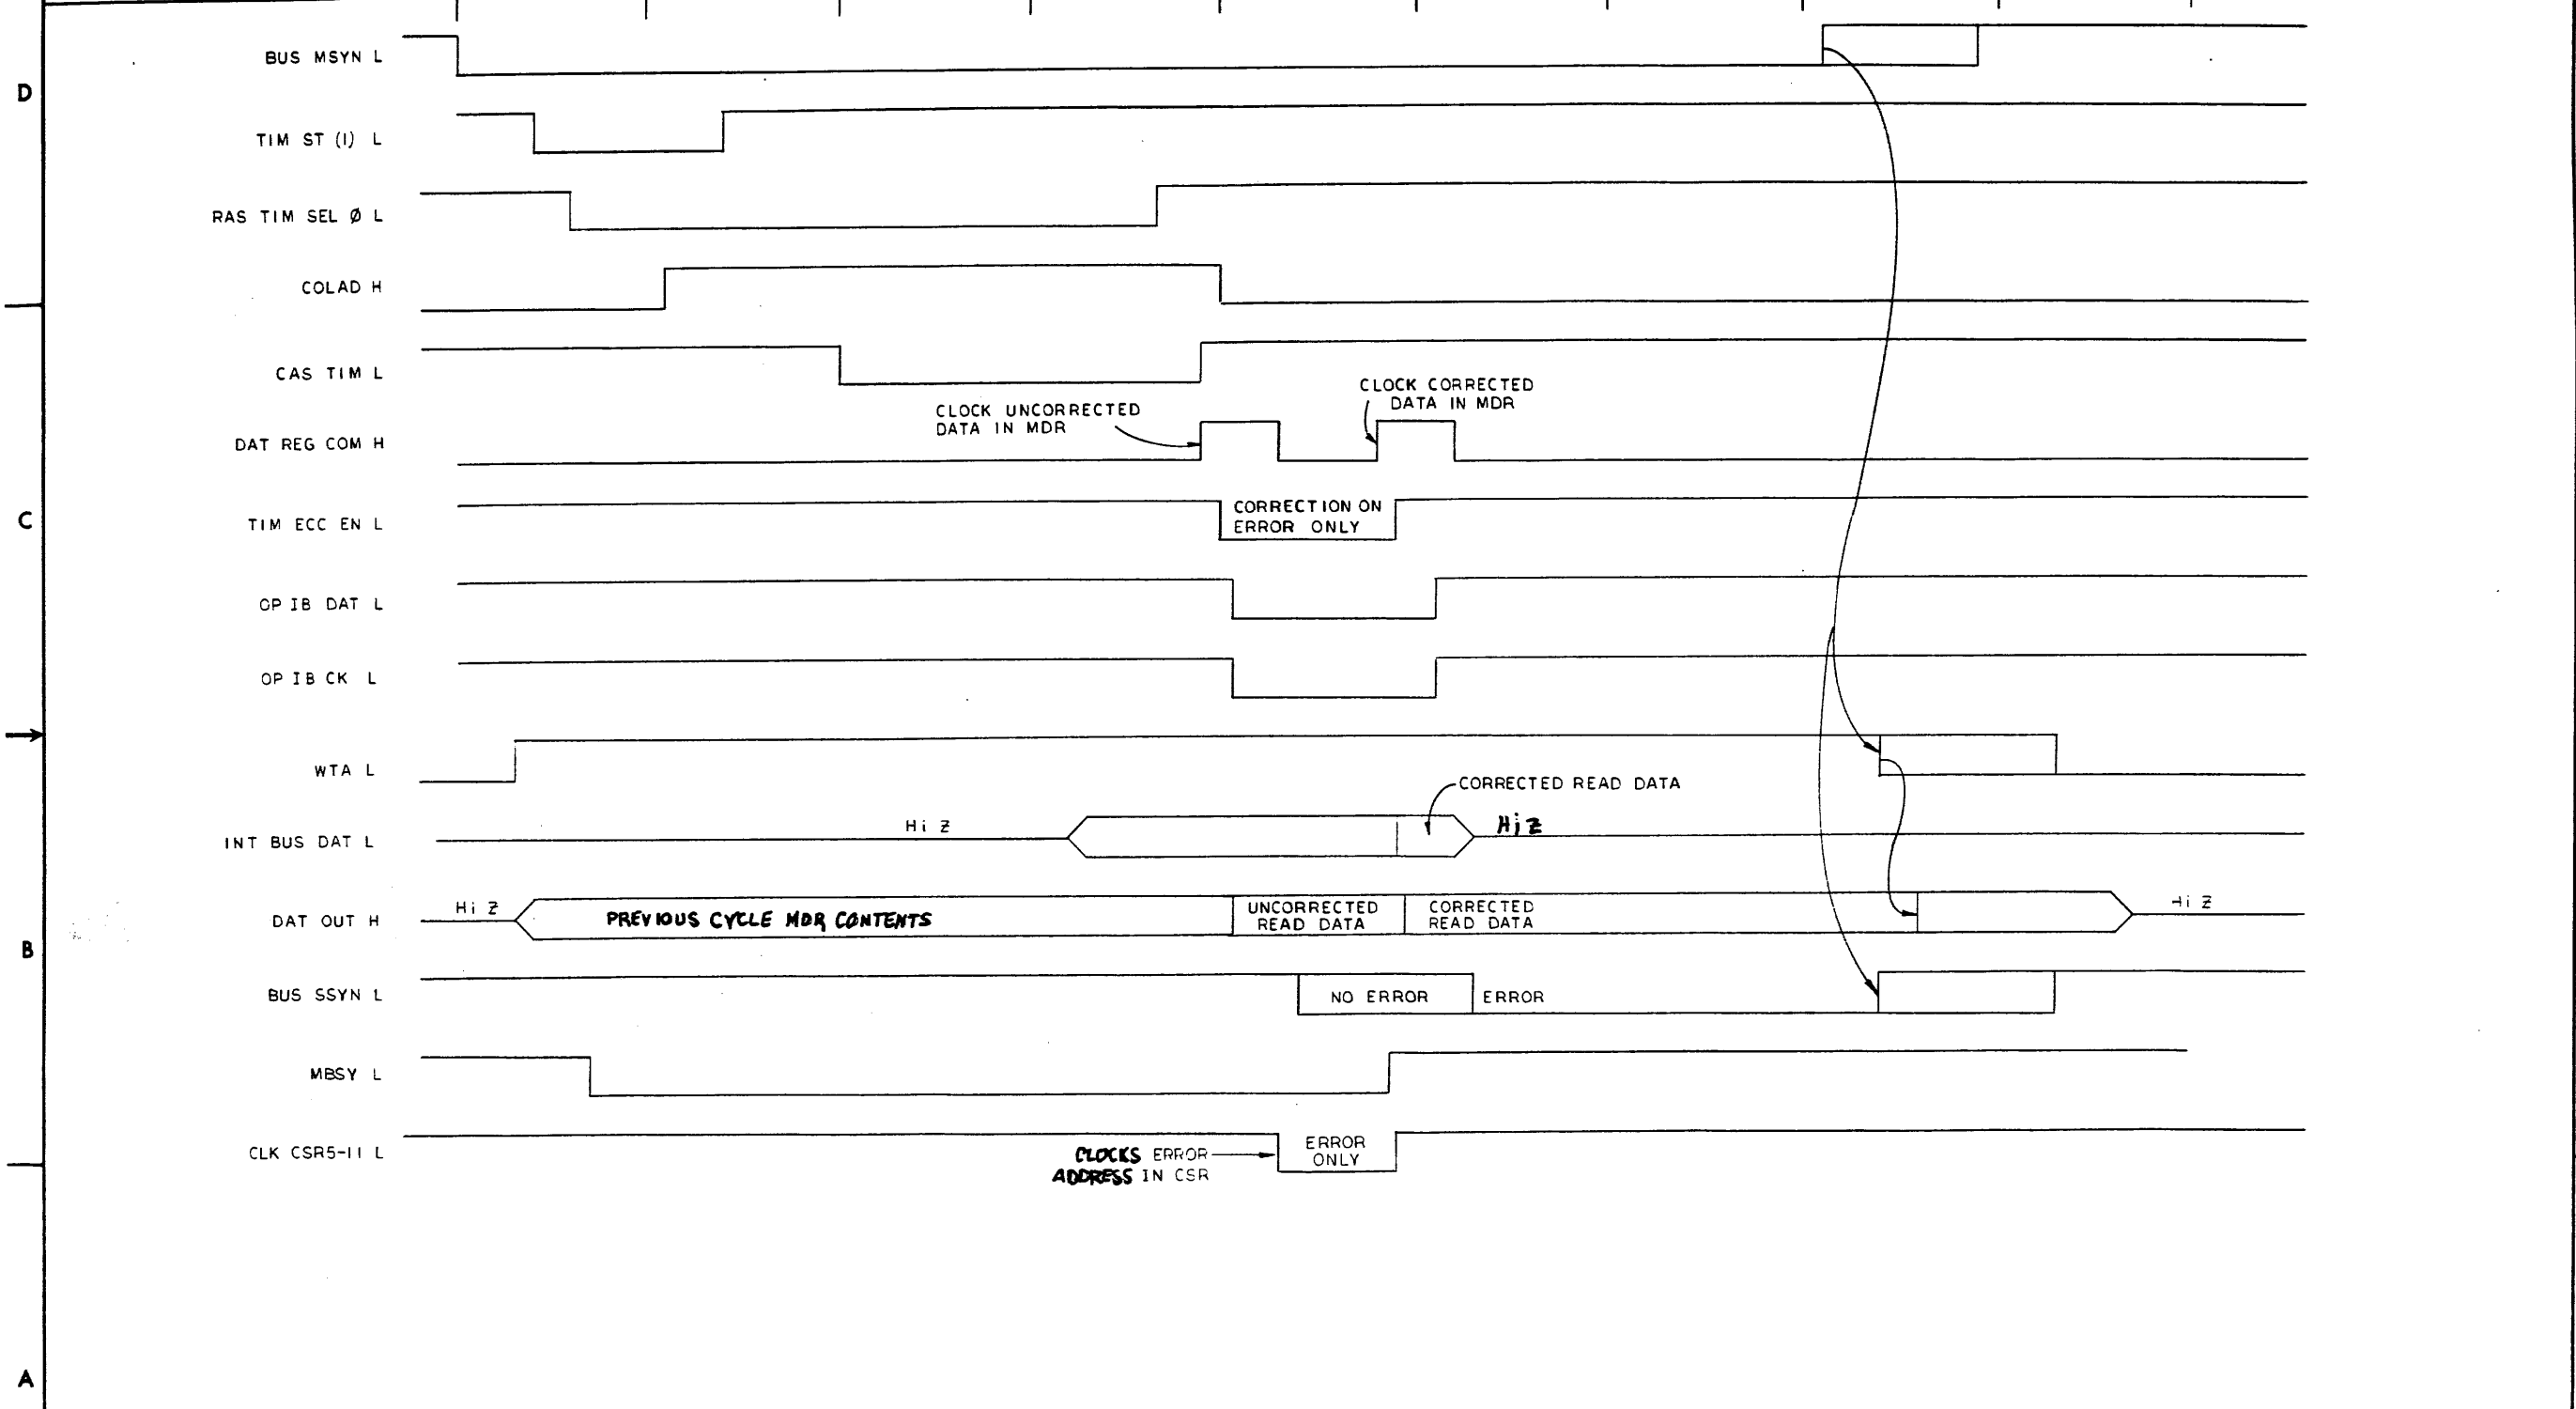 BUS MSYN L
D
TIM ST (1) L
RAS TIM SEL Ø L
COLAD H
CAS TIM L
CLOCK CORRECTED
DATA IN MDR
CLOCK UNCORRECTED
DATA IN MDR
DAT REG COM H
C
TIM ECC EN L
CORRECTION ON
ERROR ONLY
OP IB DAT L
OP IB CK L
WTA L
CORRECTED READ DATA
INT BUS DAT L
Hi Z
Hi Z
DAT OUT H
Hi Z
PREVIOUS CYCLE MDR CONTENTS
UNCORRECTED
READ DATA
CORRECTED
READ DATA
Hi Z
B
BUS SSYN L
NO ERROR
ERROR
MBSY L
CLK CSR5-11 L
CLOCKS ERROR
ADDRESS IN CSR
ERROR
ONLY
A